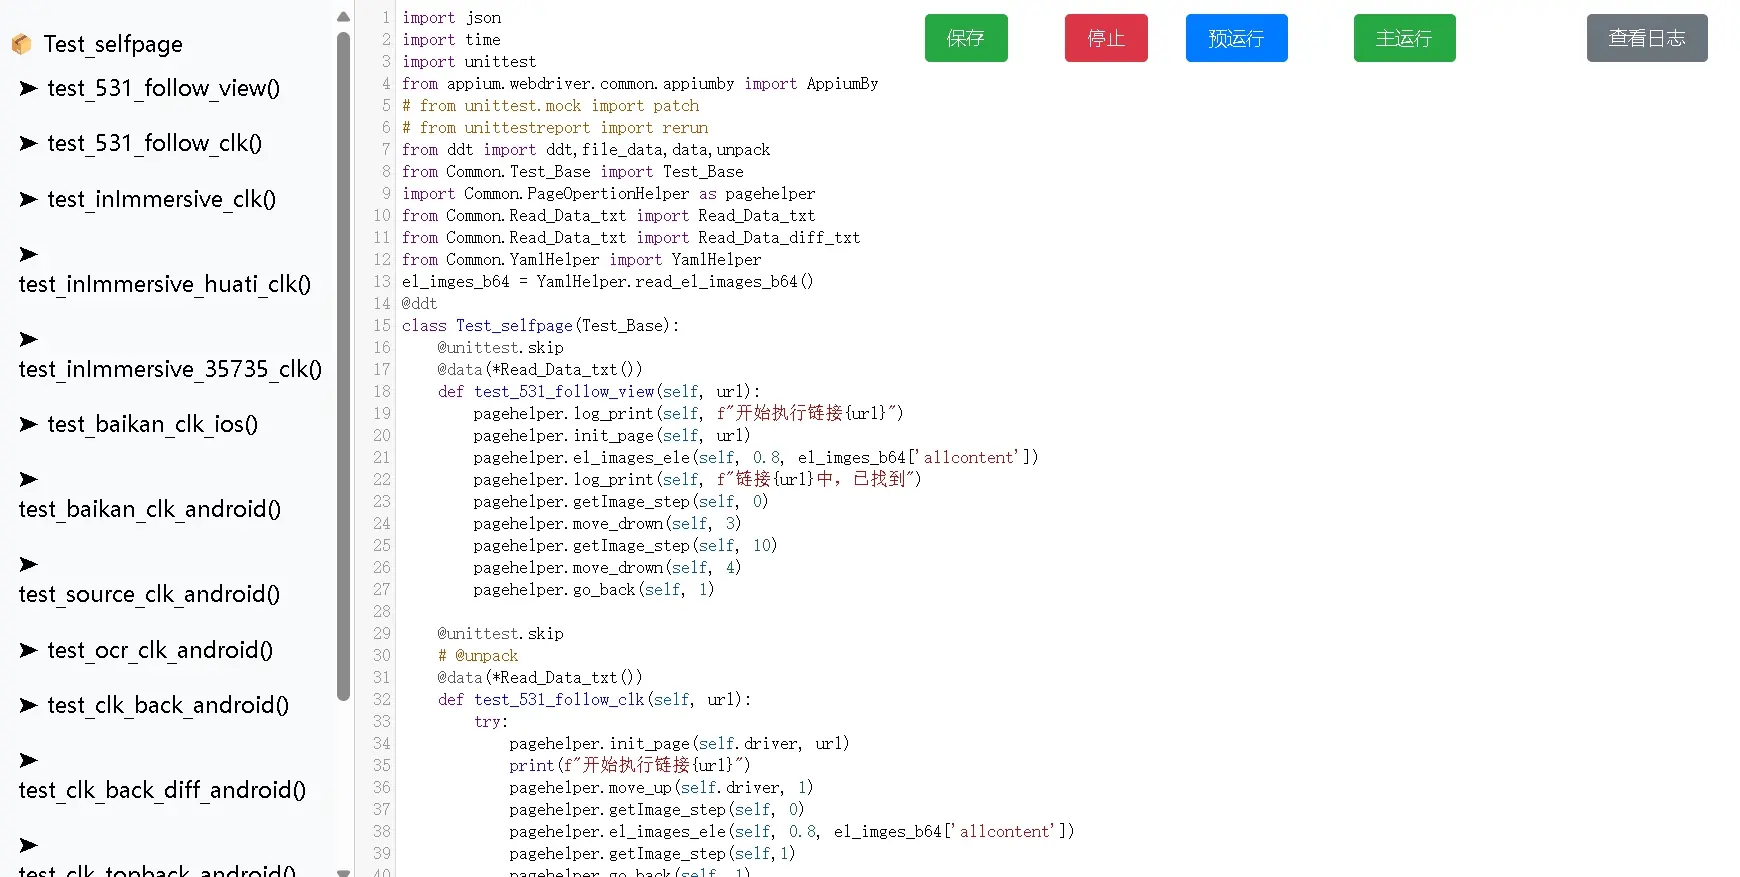 📦 Test_selfpage
➤ test_531_follow_view()
➤ test_531_follow_clk()
➤ test_inImmersive_clk()
➤
test_inImmersive_huati_clk()
➤
test_inImmersive_35735_clk()
➤ test_baikan_clk_ios()
➤
test_baikan_clk_android()
➤
test_source_clk_android()
➤ test_ocr_clk_android()
➤ test_clk_back_android()
➤
test_clk_back_diff_android()
➤
test_clk_topback_android()
保存 停止 预运行 主运行 查看日志
1 import json
2 import time
3 import unittest
4 from appium.webdriver.common.appiumby import AppiumBy
5 # from unittest.mock import patch
6 # from unittestreport import rerun
7 from ddt import ddt,file_data,data,unpack
8 from Common.Test_Base import Test_Base
9 import Common.PageOpertionHelper as pagehelper
10 from Common.Read_Data_txt import Read_Data_txt
11 from Common.Read_Data_txt import Read_Data_diff_txt
12 from Common.YamlHelper import YamlHelper
13 el_imges_b64 = YamlHelper.read_el_images_b64()
14 @ddt
15 class Test_selfpage(Test_Base):
16     @unittest.skip
17     @data(*Read_Data_txt())
18     def test_531_follow_view(self, url):
19         pagehelper.log_print(self, f"开始执行链接{url}")
20         pagehelper.init_page(self, url)
21         pagehelper.el_images_ele(self, 0.8, el_imges_b64['allcontent'])
22         pagehelper.log_print(self, f"链接{url}中，已找到")
23         pagehelper.getImage_step(self, 0)
24         pagehelper.move_drown(self, 3)
25         pagehelper.getImage_step(self, 10)
26         pagehelper.move_drown(self, 4)
27         pagehelper.go_back(self, 1)
28
29     @unittest.skip
30     # @unpack
31     @data(*Read_Data_txt())
32     def test_531_follow_clk(self, url):
33         try:
34             pagehelper.init_page(self.driver, url)
35             print(f"开始执行链接{url}")
36             pagehelper.move_up(self.driver, 1)
37             pagehelper.getImage_step(self, 0)
38             pagehelper.el_images_ele(self, 0.8, el_imges_b64['allcontent'])
39             pagehelper.getImage_step(self,1)
40             pagehelper.go_back(self, 1)